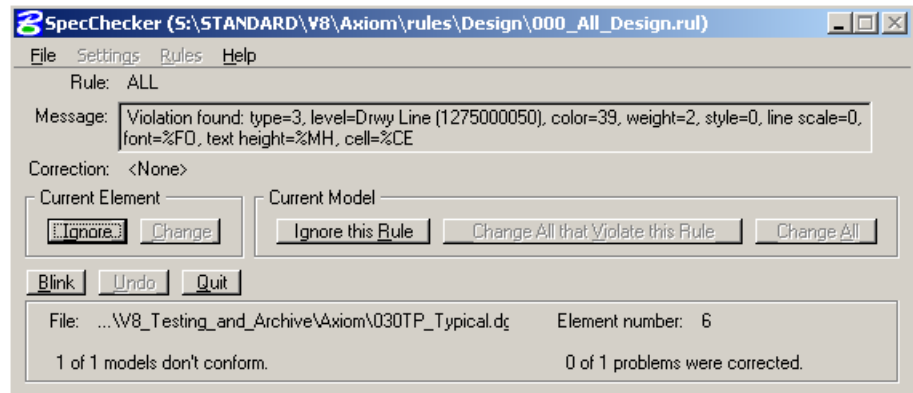 SpecChecker (S:\STANDARD\V8\Axiom\rules\Design\000_All_Design.rul)
File Settings Rules Help
Rule: ALL
Message: Violation found: type=3, level=Drwy Line (1275000050), color=39, weight=2, style=0, line scale=0,
font=%FO, text height=%MH, cell=%CE
Correction: <None>
Current Element Current Model
Ignore Change Ignore this Rule Change All that Violate this Rule Change All
Blink Undo Quit
File: ...\V8_Testing_and_Archive\Axiom\030TP_Typical.dg Element number: 6
1 of 1 models don't conform. 0 of 1 problems were corrected.